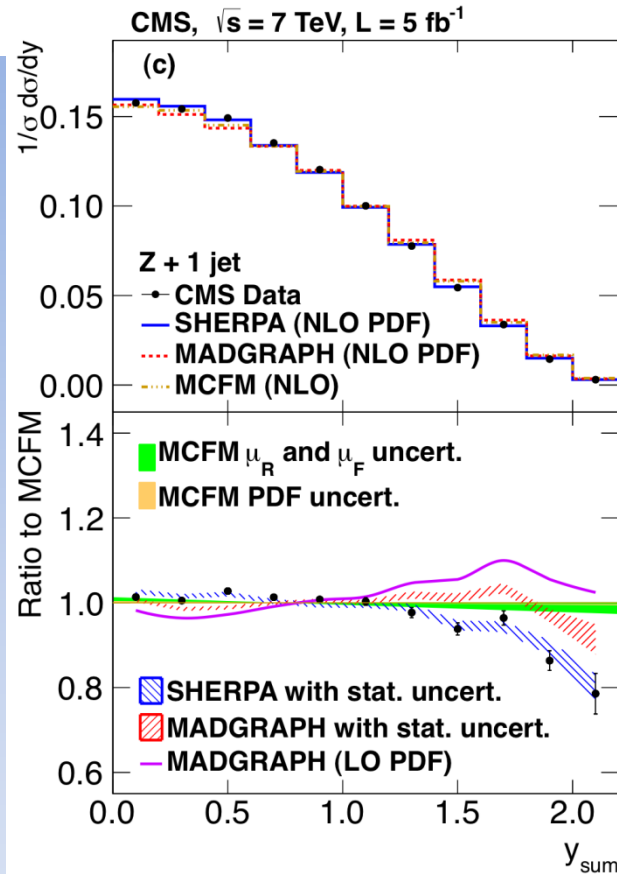 CMS, √s = 7 TeV, L = 5 fb⁻¹
1/σ dσ/dy
(c)
0.15
0.10
0.05
0.00
Z + 1 jet
CMS Data
SHERPA (NLO PDF)
MADGRAPH (NLO PDF)
MCFM (NLO)
Ratio to MCFM
1.4
1.2
1.0
0.8
0.6
MCFM μ_R and μ_F uncert.
MCFM PDF uncert.
SHERPA with stat. uncert.
MADGRAPH with stat. uncert.
MADGRAPH (LO PDF)
0.0 0.5 1.0 1.5 2.0
y_sum